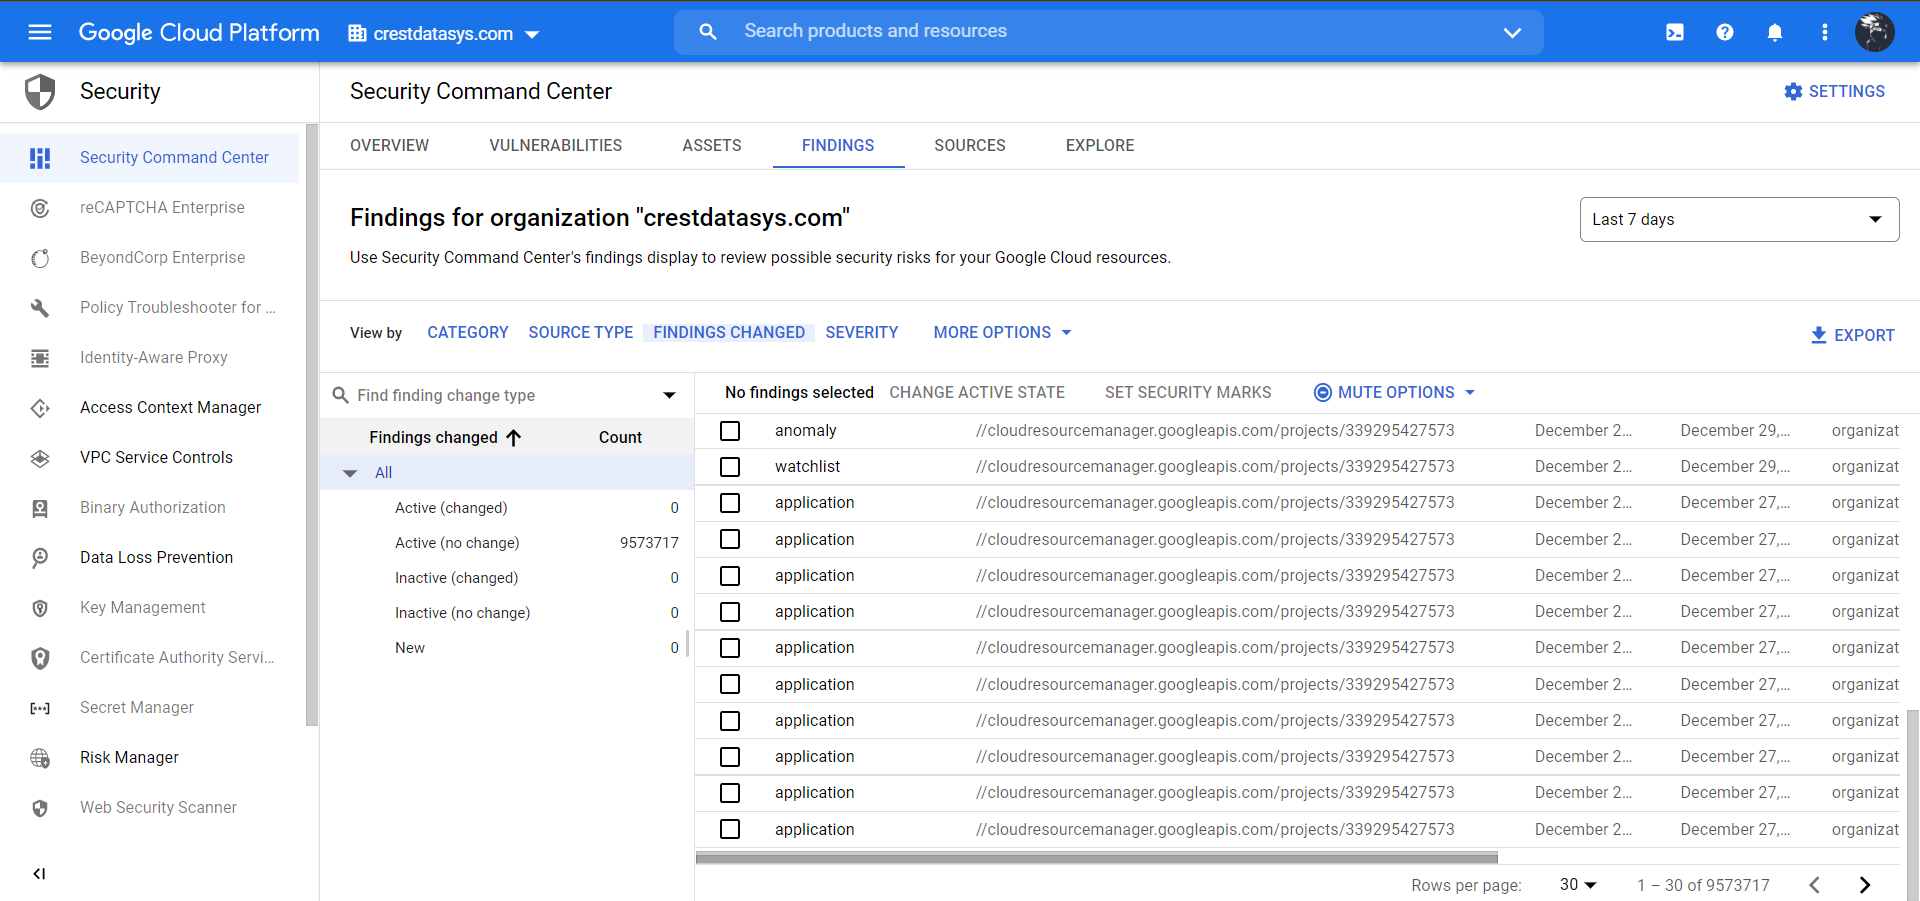 Google Cloud Platform
crestdatasys.com
Search products and resources
Security
Security Command Center
reCAPTCHA Enterprise
BeyondCorp Enterprise
Policy Troubleshooter for ...
Identity-Aware Proxy
Access Context Manager
VPC Service Controls
Binary Authorization
Data Loss Prevention
Key Management
Certificate Authority Servi...
Secret Manager
Risk Manager
Web Security Scanner
Security Command Center
SETTINGS
OVERVIEW VULNERABILITIES ASSETS FINDINGS SOURCES EXPLORE
Findings for organization "crestdatasys.com"
Last 7 days
Use Security Command Center's findings display to review possible security risks for your Google Cloud resources.
View by CATEGORY SOURCE TYPE FINDINGS CHANGED SEVERITY MORE OPTIONS
EXPORT
Find finding change type
Findings changed Count
All
Active (changed) 0
Active (no change) 9573717
Inactive (changed) 0
Inactive (no change) 0
New 0
No findings selected CHANGE ACTIVE STATE SET SECURITY MARKS MUTE OPTIONS
anomaly //cloudresourcemanager.googleapis.com/projects/339295427573 December 2... December 29,... organizat
watchlist //cloudresourcemanager.googleapis.com/projects/339295427573 December 2... December 29,... organizat
application //cloudresourcemanager.googleapis.com/projects/339295427573 December 2... December 27,... organizat
application //cloudresourcemanager.googleapis.com/projects/339295427573 December 2... December 27,... organizat
application //cloudresourcemanager.googleapis.com/projects/339295427573 December 2... December 27,... organizat
application //cloudresourcemanager.googleapis.com/projects/339295427573 December 2... December 27,... organizat
application //cloudresourcemanager.googleapis.com/projects/339295427573 December 2... December 27,... organizat
application //cloudresourcemanager.googleapis.com/projects/339295427573 December 2... December 27,... organizat
application //cloudresourcemanager.googleapis.com/projects/339295427573 December 2... December 27,... organizat
application //cloudresourcemanager.googleapis.com/projects/339295427573 December 2... December 27,... organizat
application //cloudresourcemanager.googleapis.com/projects/339295427573 December 2... December 27,... organizat
application //cloudresourcemanager.googleapis.com/projects/339295427573 December 2... December 27,... organizat
Rows per page: 30 1 – 30 of 9573717